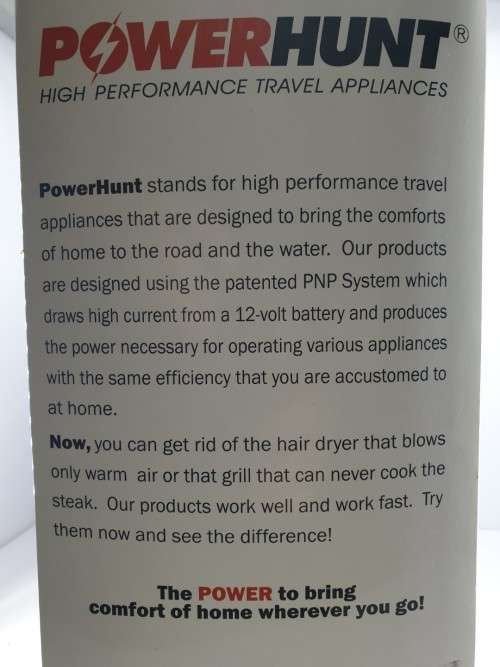 POWERHUNT®
HIGH PERFORMANCE TRAVEL APPLIANCES
PowerHunt stands for high performance travel
appliances that are designed to bring the comforts
of home to the road and the water. Our products
are designed using the patented PNP System which
draws high current from a 12-volt battery and produces
the power necessary for operating various appliances
with the same efficiency that you are accustomed to
at home.
Now, you can get rid of the hair dryer that blows
only warm air or that grill that can never cook the
steak. Our products work well and work fast. Try
them now and see the difference!
The POWER to bring
comfort of home wherever you go!